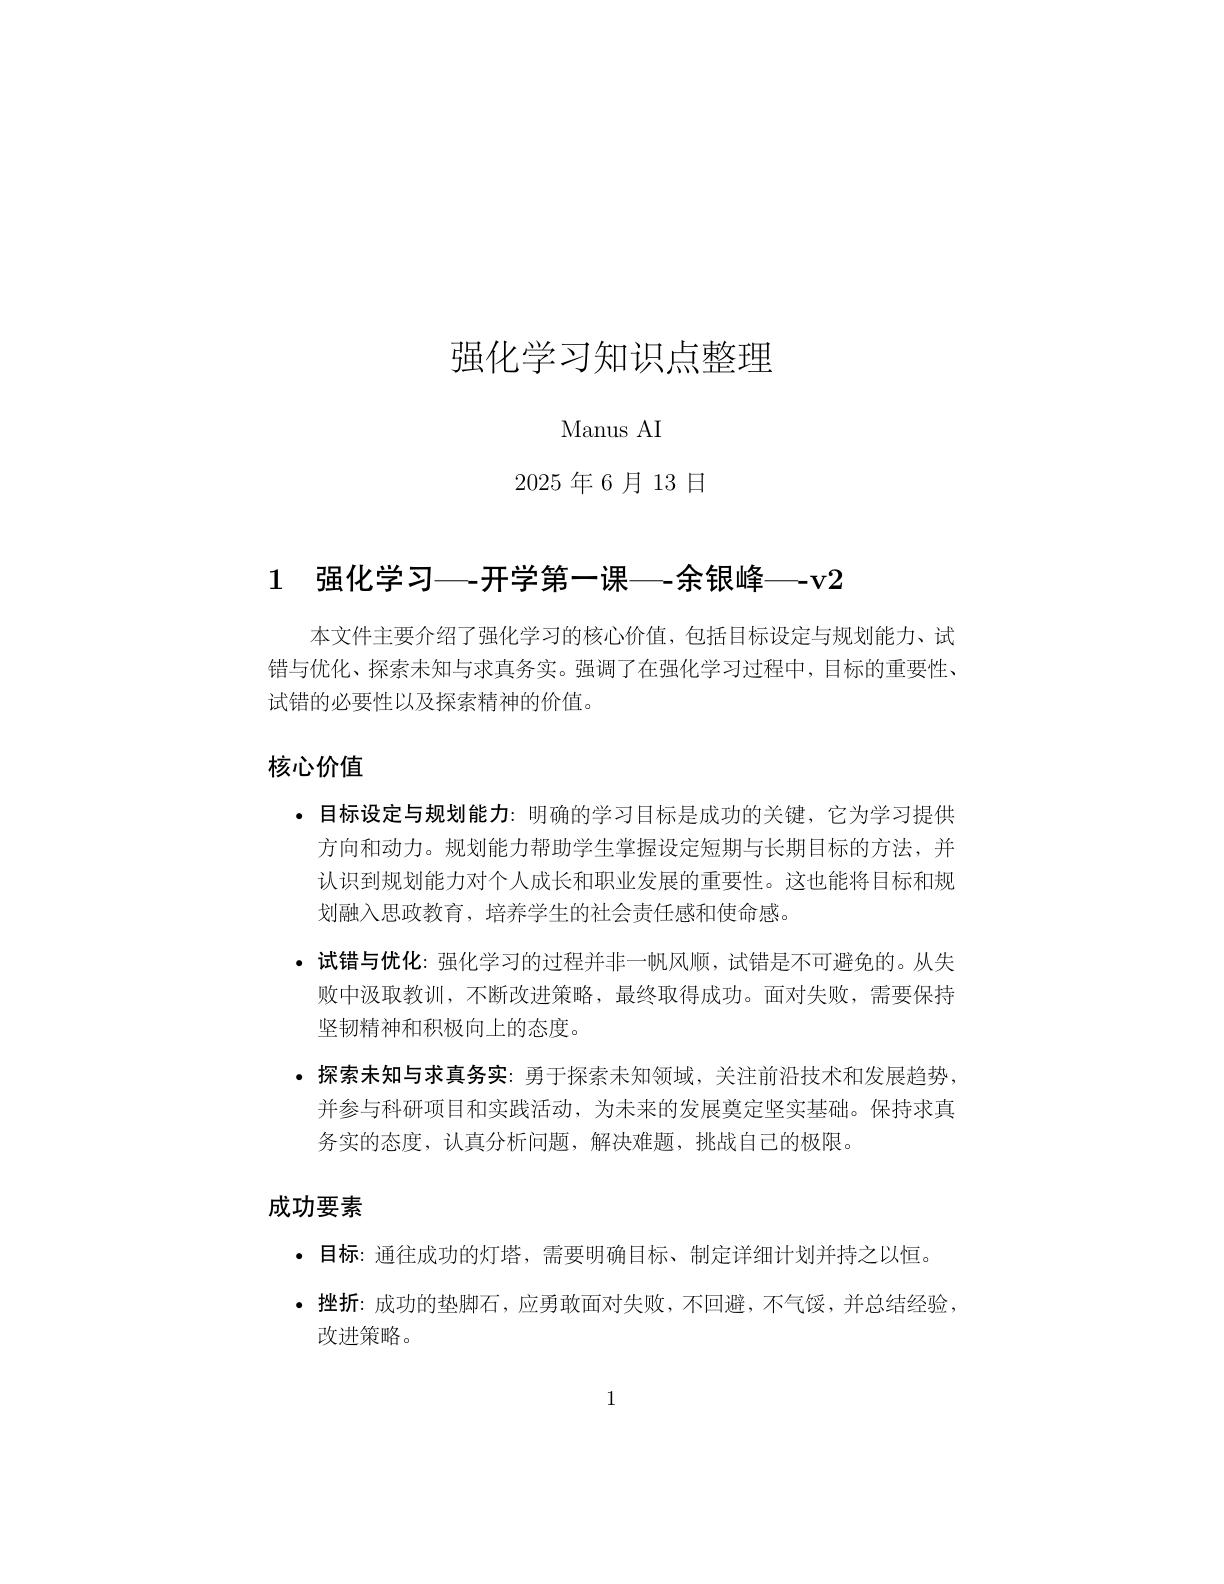 强化学习知识点整理
Manus AI
2025 年 6 月 13 日
1 强化学习—-开学第一课—-余银峰—-v2
本文件主要介绍了强化学习的核心价值，包括目标设定与规划能力、试
错与优化、探索未知与求真务实。强调了在强化学习过程中，目标的重要性、
试错的必要性以及探索精神的价值。
核心价值
• 目标设定与规划能力: 明确的学习目标是成功的关键，它为学习提供
方向和动力。规划能力帮助学生掌握设定短期与长期目标的方法，并
认识到规划能力对个人成长和职业发展的重要性。这也能将目标和规
划融入思政教育，培养学生的社会责任感和使命感。
• 试错与优化: 强化学习的过程并非一帆风顺，试错是不可避免的。从失
败中汲取教训，不断改进策略，最终取得成功。面对失败，需要保持
坚韧精神和积极向上的态度。
• 探索未知与求真务实: 勇于探索未知领域，关注前沿技术和发展趋势，
并参与科研项目和实践活动，为未来的发展奠定坚实基础。保持求真
务实的态度，认真分析问题，解决难题，挑战自己的极限。
成功要素
• 目标: 通往成功的灯塔，需要明确目标、制定详细计划并持之以恒。
• 挫折: 成功的垫脚石，应勇敢面对失败，不回避，不气馁，并总结经验，
改进策略。
1